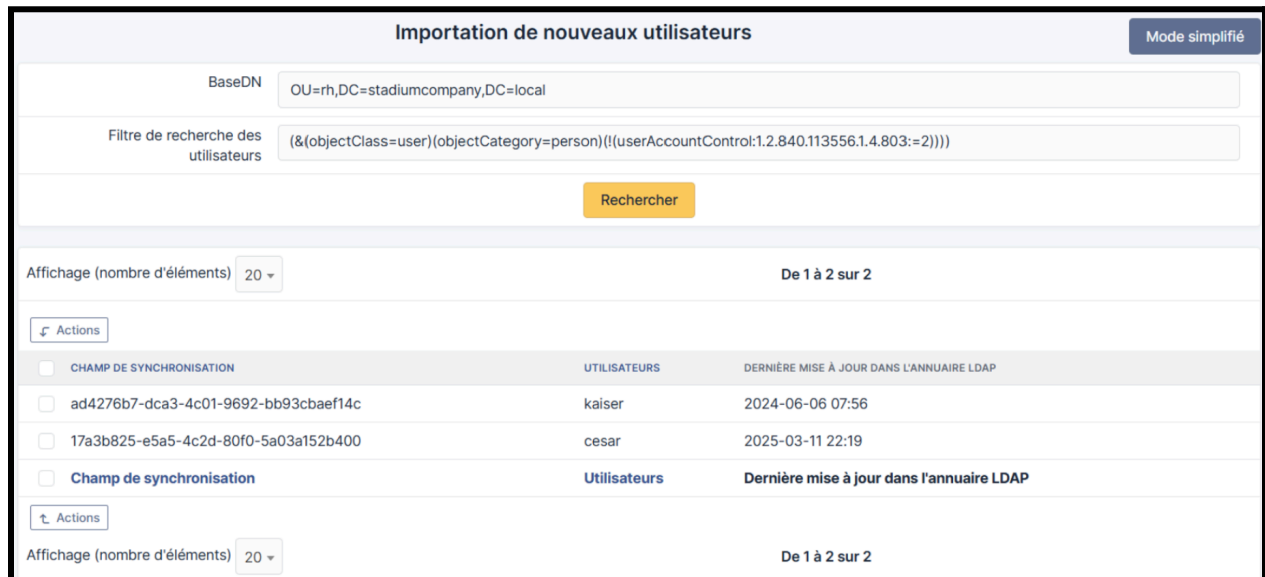 Importation de nouveaux utilisateurs
Mode simplifié
BaseDN
OU=rh,DC=stadiumcompany,DC=local
Filtre de recherche des
utilisateurs
(&(objectClass=user)(objectCategory=person)(!(userAccountControl:1.2.840.113556.1.4.803:=2))))
Rechercher
Affichage (nombre d'éléments) 20 De 1 à 2 sur 2
Actions
CHAMP DE SYNCHRONISATION UTILISATEURS DERNIÈRE MISE À JOUR DANS L'ANNUAIRE LDAP
ad4276b7-dca3-4c01-9692-bb93cbaef14c kaiser 2024-06-06 07:56
17a3b825-e5a5-4c2d-80f0-5a03a152b400 cesar 2025-03-11 22:19
Champ de synchronisation Utilisateurs Dernière mise à jour dans l'annuaire LDAP
Actions
Affichage (nombre d'éléments) 20 De 1 à 2 sur 2